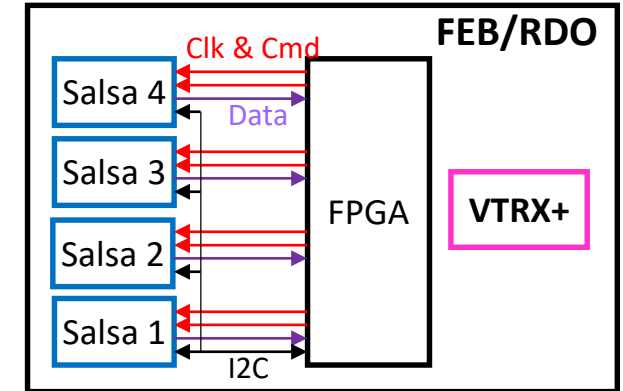 FEB/RDO
Clk & Cmd
Salsa 4
Data
Salsa 3
FPGA
VTRX+
Salsa 2
Salsa 1
I2C